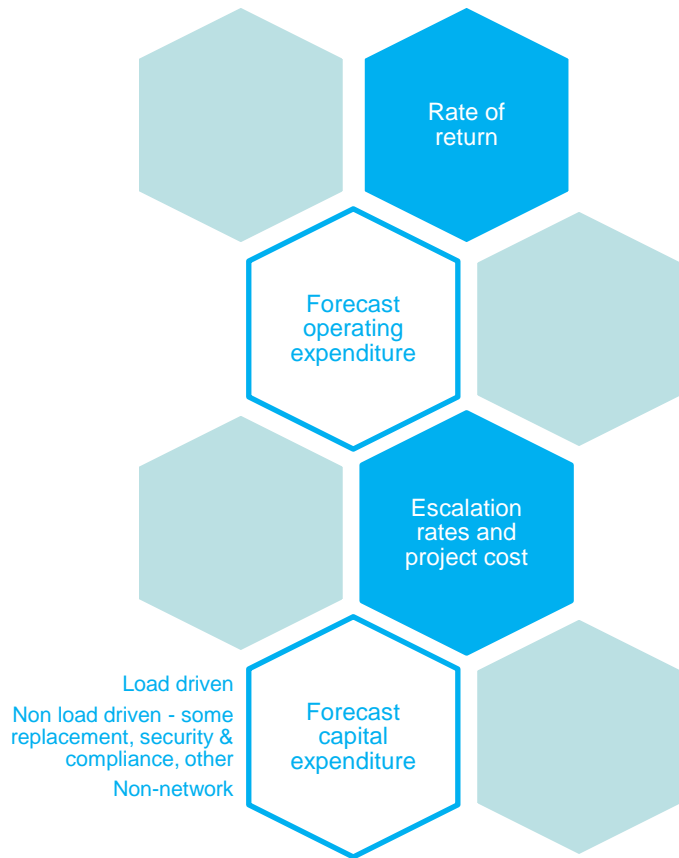 Rate of
return
Forecast
operating
expenditure
Escalation
rates and
project cost
Load driven
Non load driven - some
replacement, security &
compliance, other
Non-network
Forecast
capital
expenditure